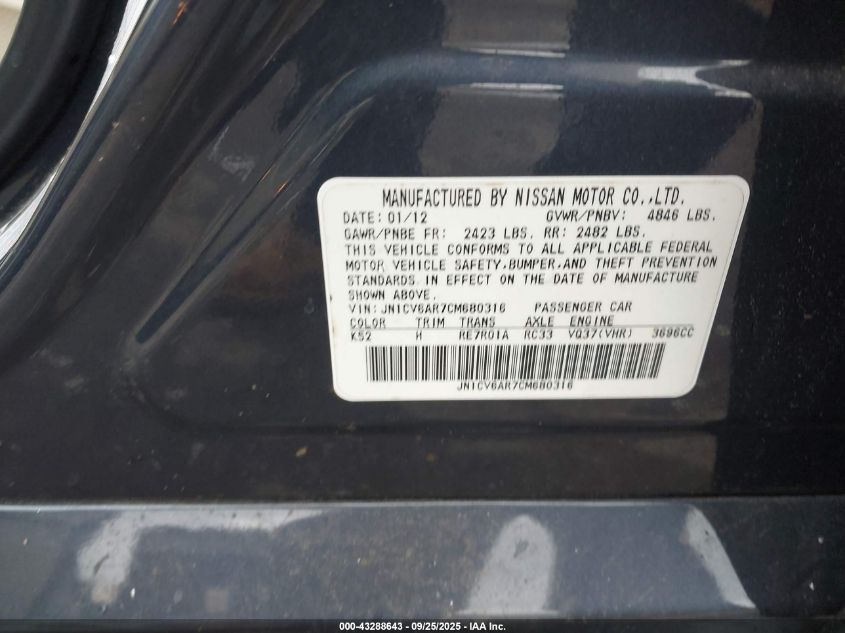 MANUFACTURED BY NISSAN MOTOR CO.,LTD.
DATE: 01/12 GVWR/PNBV: 4846 LBS.
GAWR/PNBE FR: 2423 LBS. RR: 2482 LBS.
THIS VEHICLE CONFORMS TO ALL APPLICABLE FEDERAL
MOTOR VEHICLE SAFETY,BUMPER,AND THEFT PREVENTION
STANDARDS IN EFFECT ON THE DATE OF MANUFACTURE
SHOWN ABOVE.
VIN: JN1CV6AR7CM680316 PASSENGER CAR
COLOR TRIM TRANS AXLE ENGINE
K52 H RE7R01A RC33 VQ37(VHR) 3696CC
JN1CV6AR7CM680316
000-43288643 - 09/25/2025 - IAA Inc.